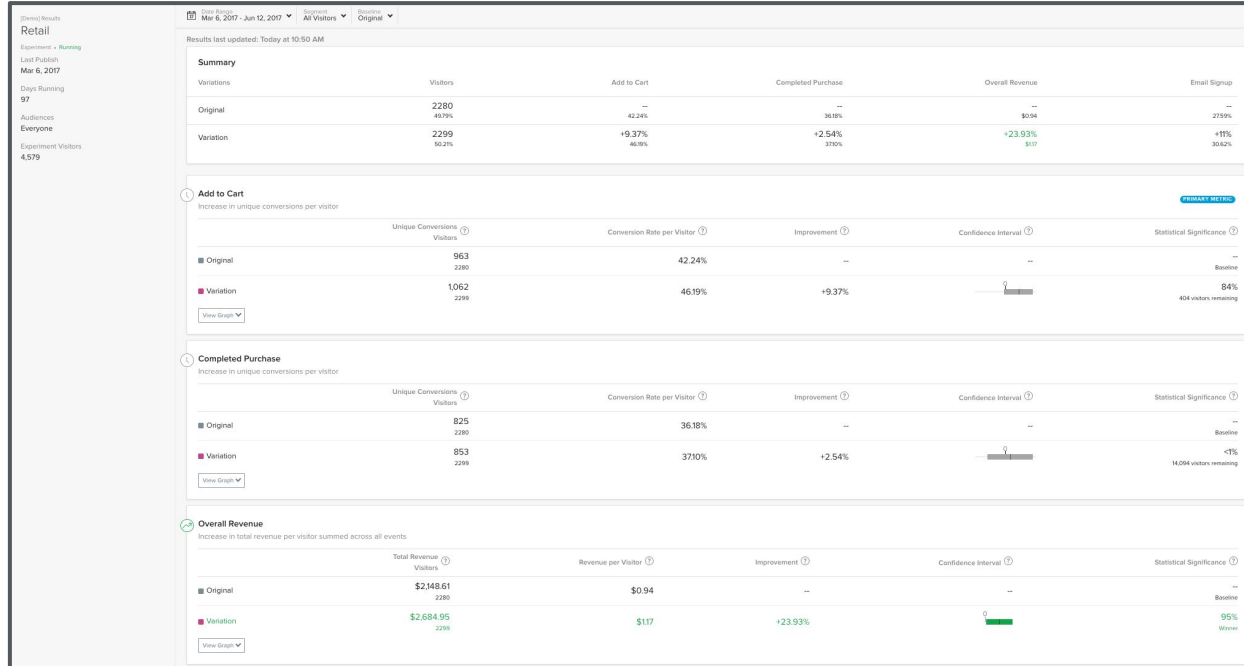 [Demo] Results
Retail
Experiment • Running
Last Publish
Mar 6, 2017
Days Running
97
Audiences
Everyone
Experiment Visitors
4,579
Date Range
Mar 6, 2017 - Jun 12, 2017
Segment
All Visitors
Baseline
Original
Results last updated: Today at 10:50 AM
Summary
Variations Visitors Add to Cart Completed Purchase Overall Revenue Email Signup
Original 2280 -- -- -- --
49.79% 42.24% 36.18% $0.94 27.59%
Variation 2299 +9.37% +2.54% +23.93% +11%
50.21% 46.19% 37.10% $1.17 30.62%
Add to Cart
Increase in unique conversions per visitor
PRIMARY METRIC
Unique Conversions ?
Visitors
Conversion Rate per Visitor ? Improvement ? Confidence Interval ? Statistical Significance ?
Original 963 42.24% -- -- --
2280 Baseline
0
Variation 1,062 46.19% +9.37% 84%
2299 404 visitors remaining
View Graph
Completed Purchase
Increase in unique conversions per visitor
Unique Conversions ?
Visitors
Conversion Rate per Visitor ? Improvement ? Confidence Interval ? Statistical Significance ?
Original 825 36.18% -- -- --
2280 Baseline
0
Variation 853 37.10% +2.54% <1%
2299 14,094 visitors remaining
View Graph
Overall Revenue
Increase in total revenue per visitor summed across all events
Total Revenue ?
Visitors
Revenue per Visitor ? Improvement ? Confidence Interval ? Statistical Significance ?
Original $2,148.61 $0.94 -- -- --
2280 Baseline
0
Variation $2,684.95 $1.17 +23.93% 95%
2299 Winner
View Graph